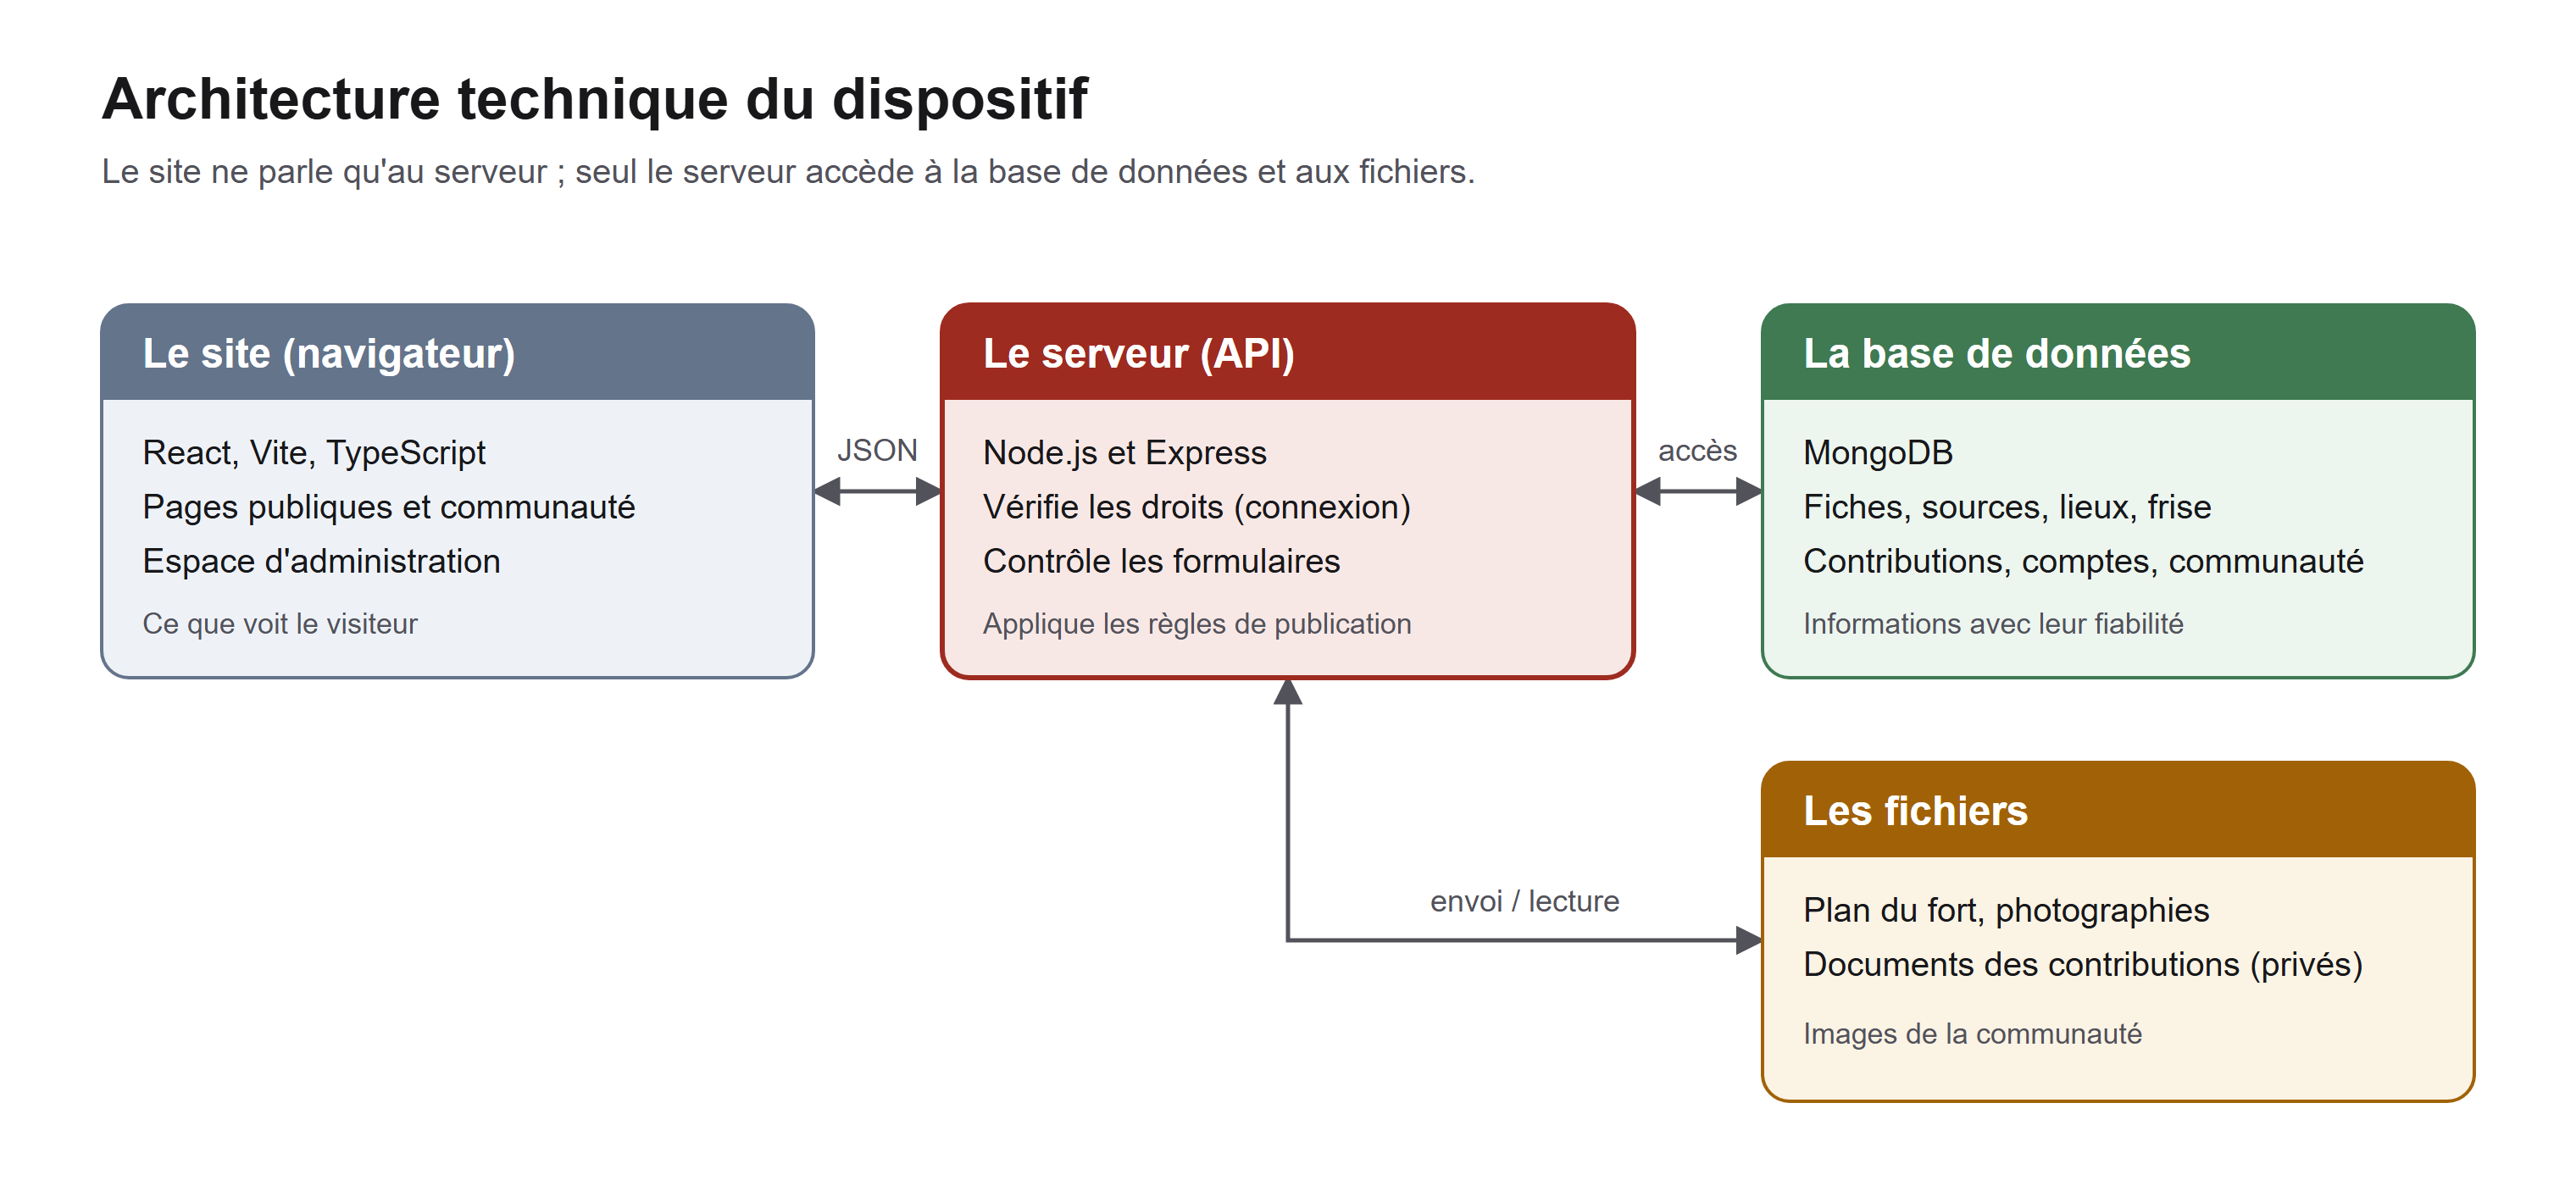 Architecture technique du dispositif
Le site ne parle qu'au serveur ; seul le serveur accède à la base de données et aux fichiers.
Le site (navigateur)
React, Vite, TypeScript
Pages publiques et communauté
Espace d'administration
Ce que voit le visiteur
JSON
Le serveur (API)
Node.js et Express
Vérifie les droits (connexion)
Contrôle les formulaires
Applique les règles de publication
accès
La base de données
MongoDB
Fiches, sources, lieux, frise
Contributions, comptes, communauté
Informations avec leur fiabilité
envoi / lecture
Les fichiers
Plan du fort, photographies
Documents des contributions (privés)
Images de la communauté